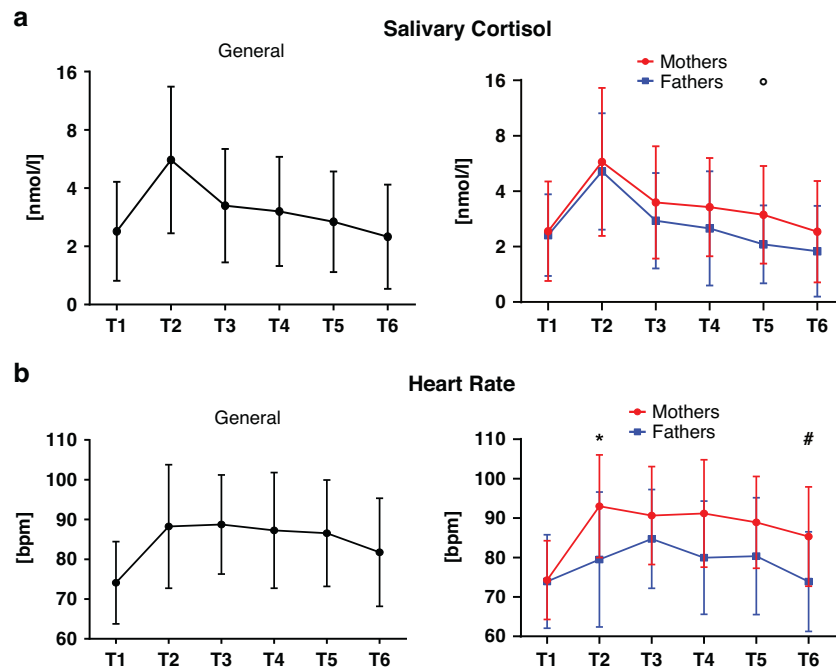 a
Salivary Cortisol
General
[nmol/l]
16
8
4
2
0
T1 T2 T3 T4 T5 T6
Mothers
Fathers
[nmol/l]
16
8
4
2
0
T1 T2 T3 T4 T5 T6
b
Heart Rate
General
[bpm]
110
100
90
80
70
60
T1 T2 T3 T4 T5 T6
Mothers
Fathers
* #
[bpm]
110
100
90
80
70
60
T1 T2 T3 T4 T5 T6